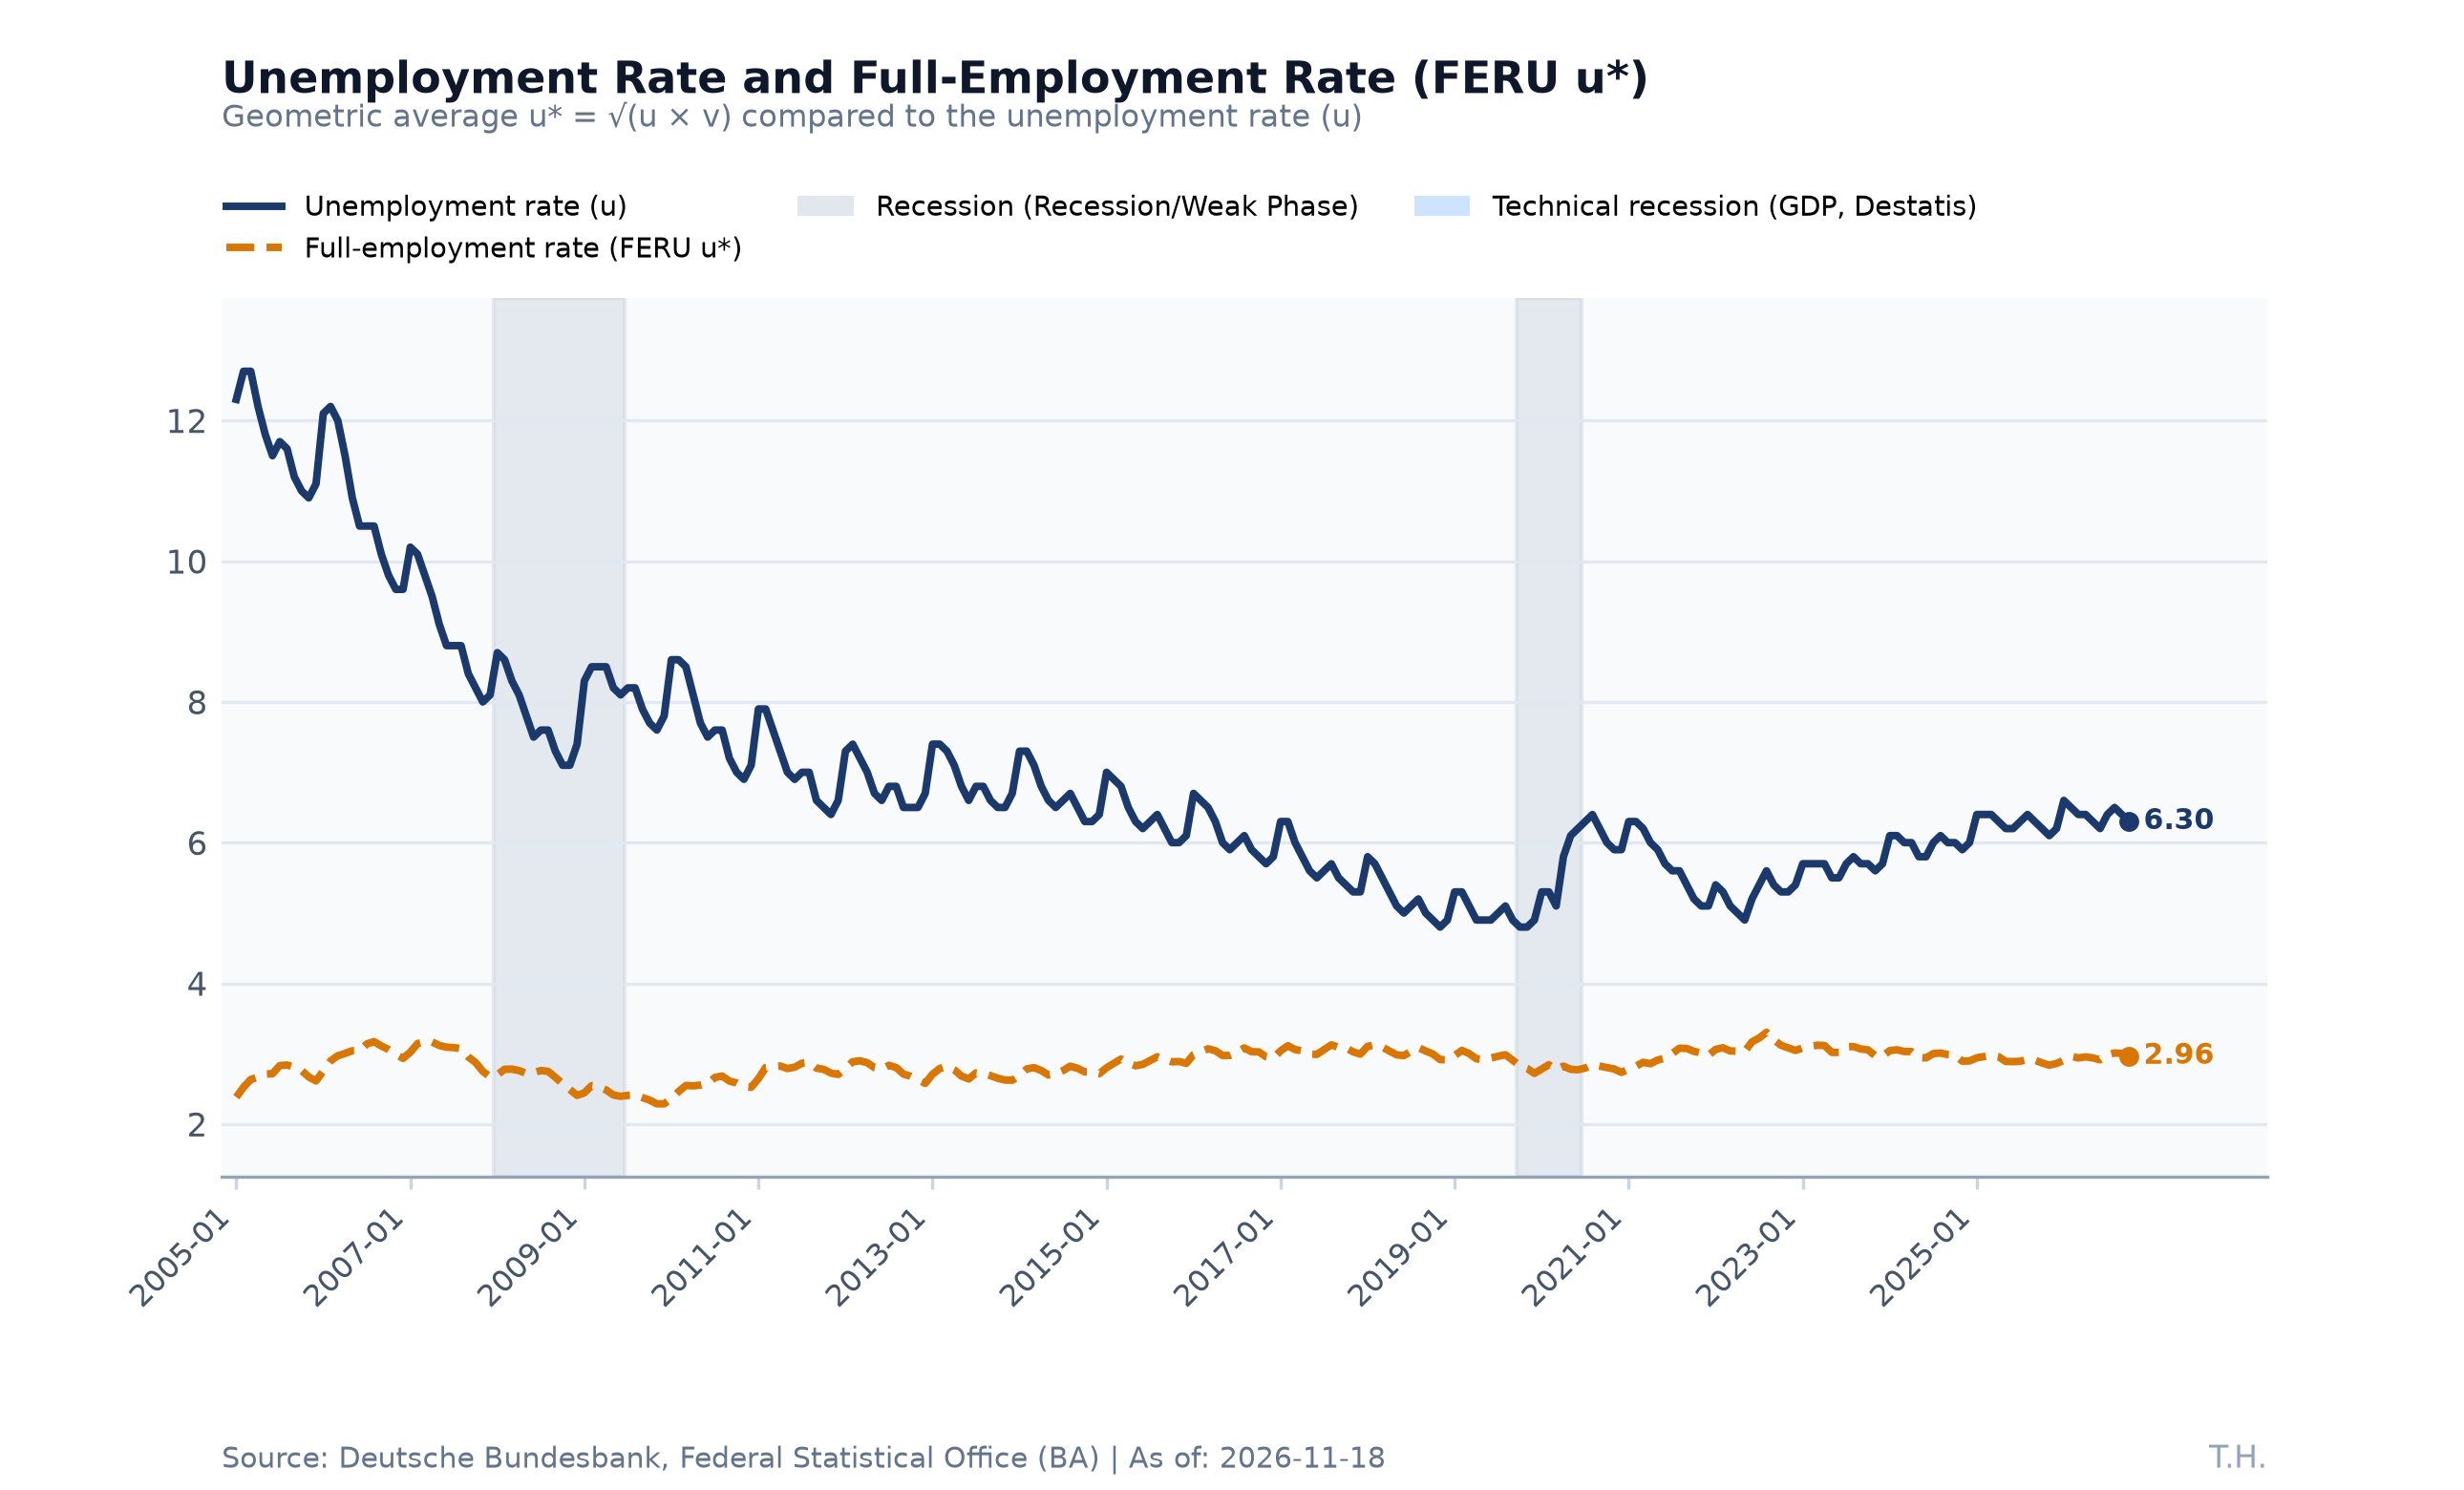 Unemployment Rate and Full-Employment Rate (FERU u*)
Geometric average u* = √(u × v) compared to the unemployment rate (u)
Unemployment rate (u)
Recession (Recession/Weak Phase)
Technical recession (GDP, Destatis)
Full-employment rate (FERU u*)
12
10
8
6
4
2
6.30
2.96
2005-01
2007-01
2009-01
2011-01
2013-01
2015-01
2017-01
2019-01
2021-01
2023-01
2025-01
Source: Deutsche Bundesbank, Federal Statistical Office (BA) | As of: 2026-11-18
T.H.